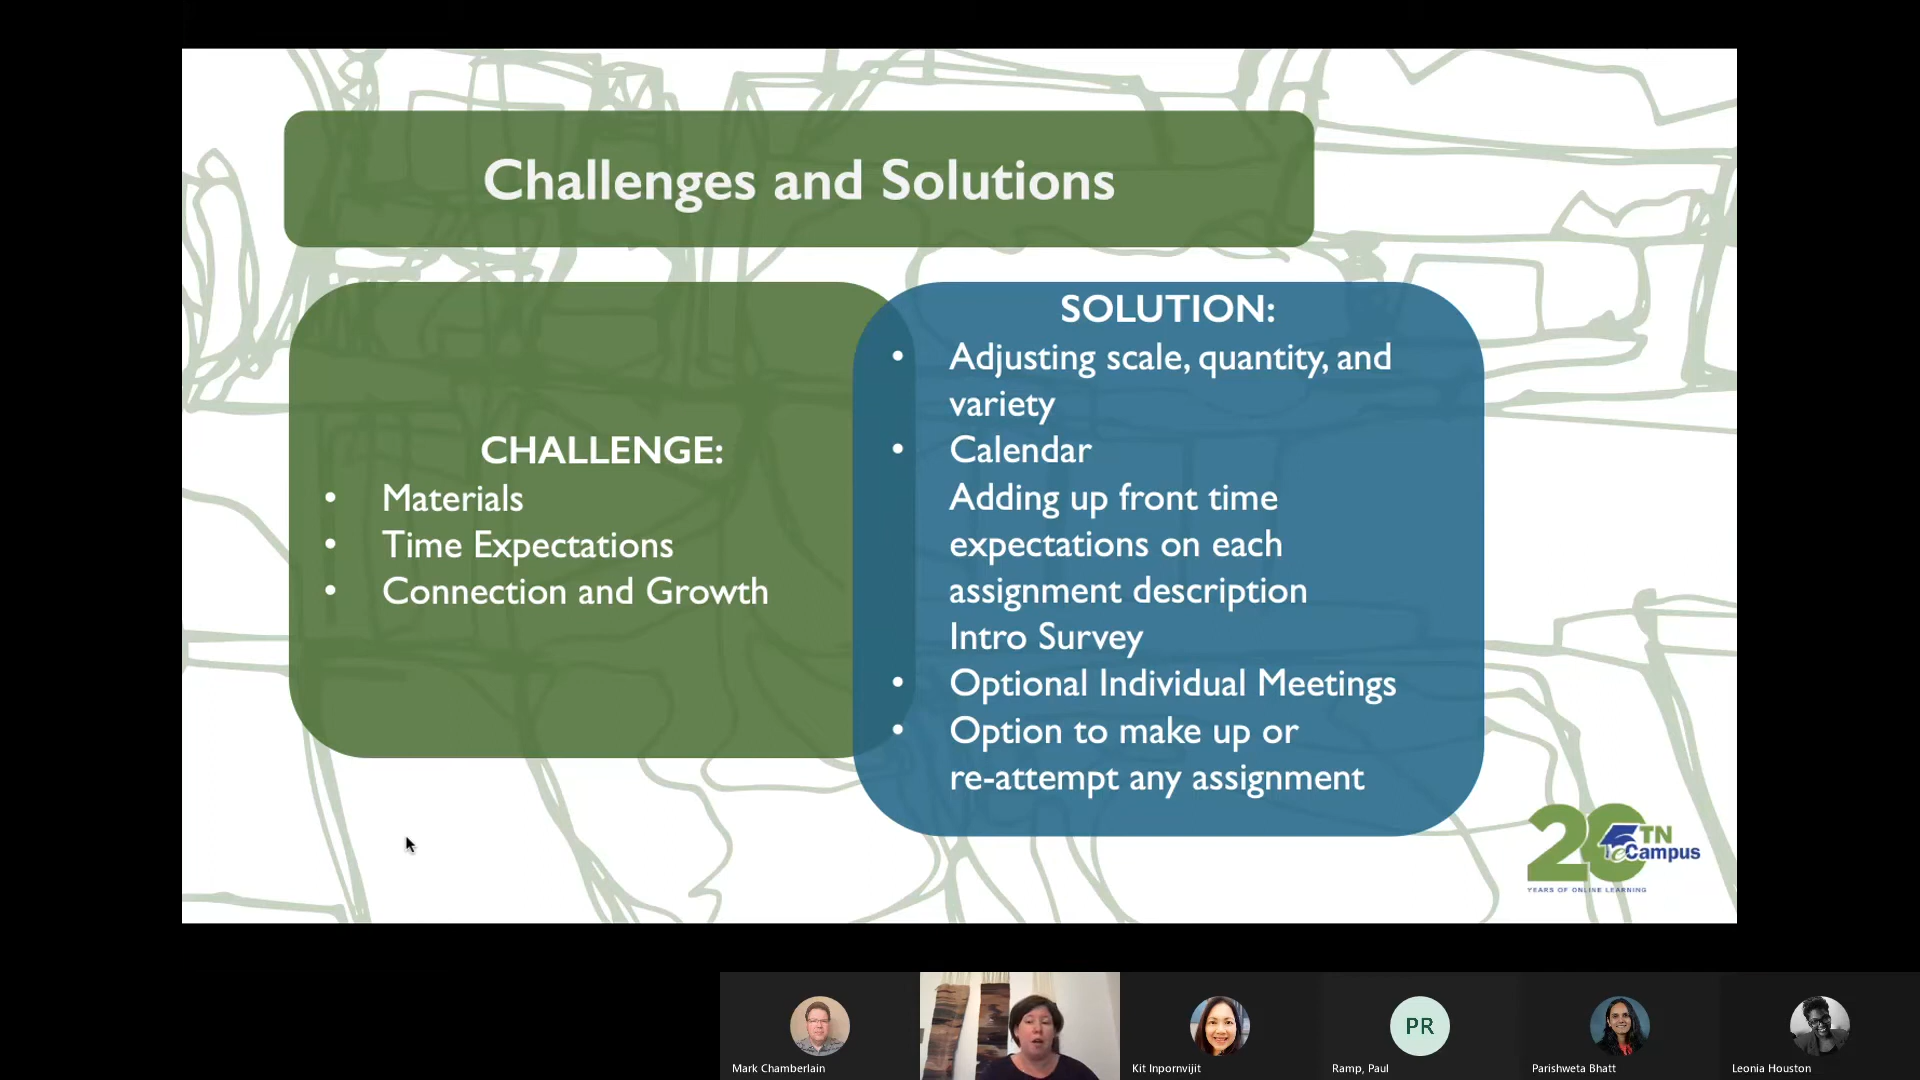 Challenges and Solutions
CHALLENGE:
• Materials
• Time Expectations
• Connection and Growth
SOLUTION:
• Adjusting scale, quantity, and
variety
• Calendar
Adding up front time
expectations on each
assignment description
Intro Survey
• Optional Individual Meetings
• Option to make up or
re-attempt any assignment
20 TN
eCampus
YEARS OF ONLINE LEARNING
PR
Mark Chamberlain
Kit Inpornvijit
Ramp, Paul
Parishweta Bhatt
Leonia Houston